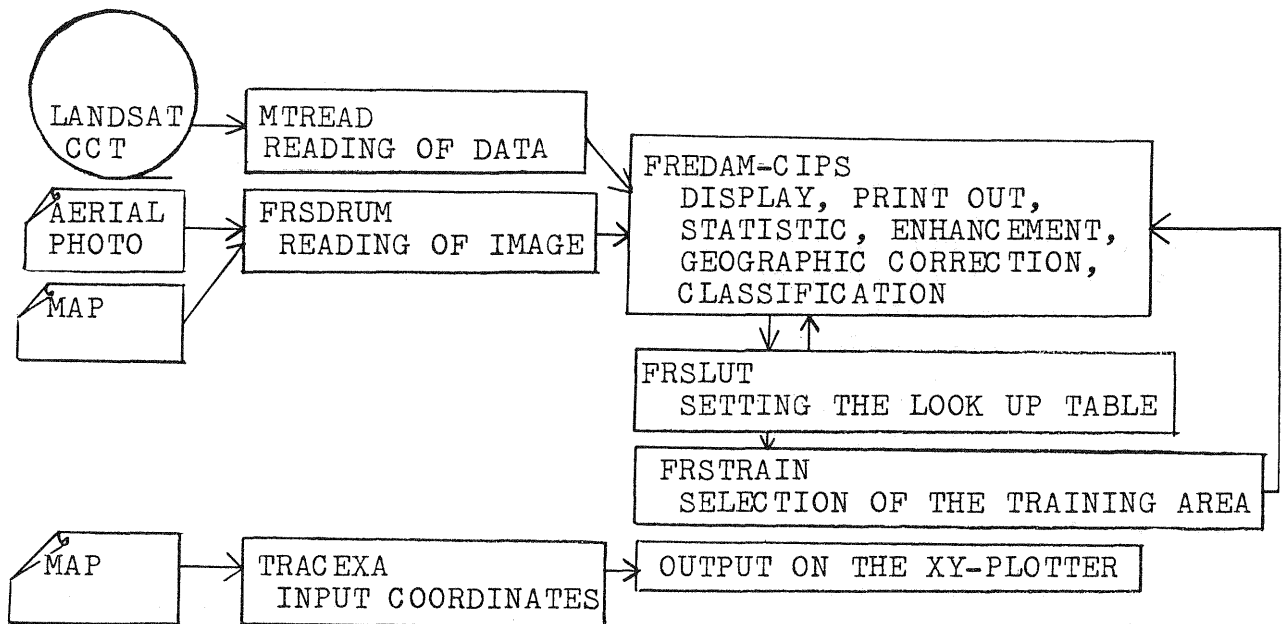 LANDSAT
CCT
MTREAD
READING OF DATA
AERIAL
PHOTO
FRSDRUM
READING OF IMAGE
MAP
FREDAM-CIPS
DISPLAY, PRINT OUT,
STATISTIC, ENHANCEMENT,
GEOGRAPHIC CORRECTION,
CLASSIFICATION
FRSLUT
SETTING THE LOOK UP TABLE
FRSTRAIN
SELECTION OF THE TRAINING AREA
MAP
TRACEXA
INPUT COORDINATES
OUTPUT ON THE XY-PLOTTER